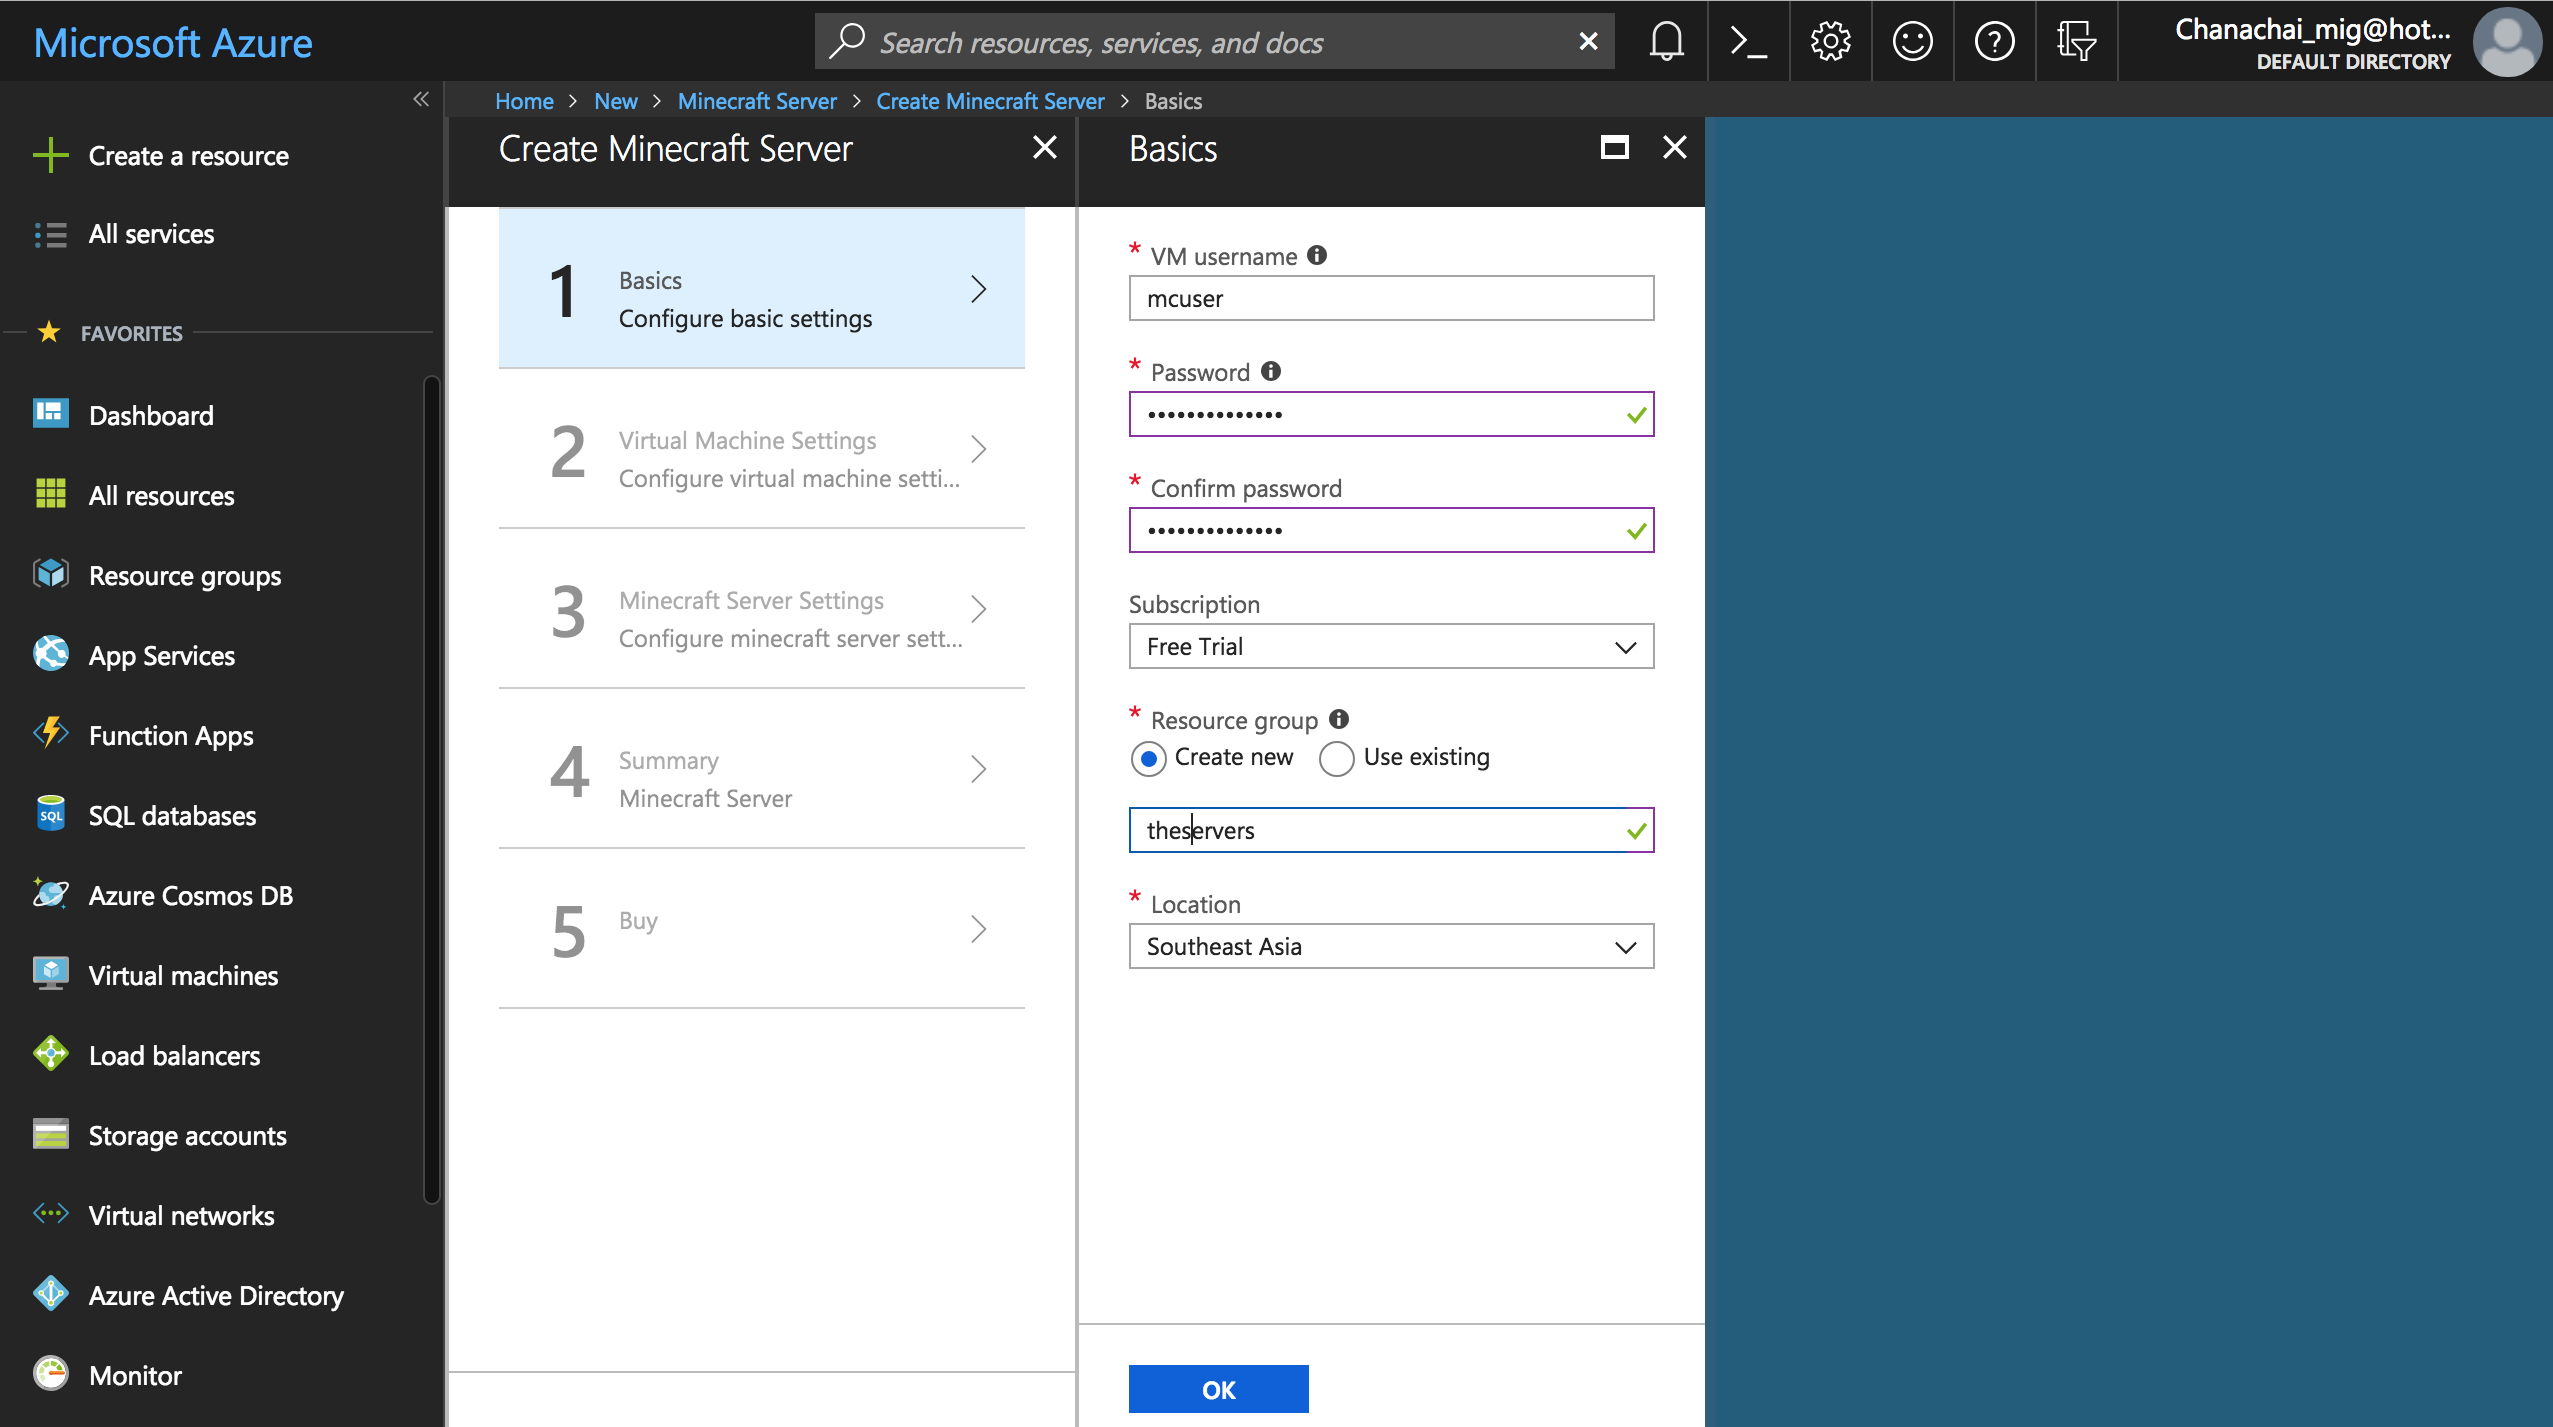 Microsoft Azure
Search resources, services, and docs
Chanachai_mig@hot...
DEFAULT DIRECTORY
Home > New > Minecraft Server > Create Minecraft Server > Basics
Create a resource
All services
FAVORITES
Dashboard
All resources
Resource groups
App Services
Function Apps
SQL databases
Azure Cosmos DB
Virtual machines
Load balancers
Storage accounts
Virtual networks
Azure Active Directory
Monitor
Create Minecraft Server
1 Basics
Configure basic settings
2 Virtual Machine Settings
Configure virtual machine setti...
3 Minecraft Server Settings
Configure minecraft server sett...
4 Summary
Minecraft Server
5 Buy
Basics
* VM username
mcuser
* Password
••••••••••••••
* Confirm password
••••••••••••••
Subscription
Free Trial
* Resource group
Create new Use existing
theservers
* Location
Southeast Asia
OK